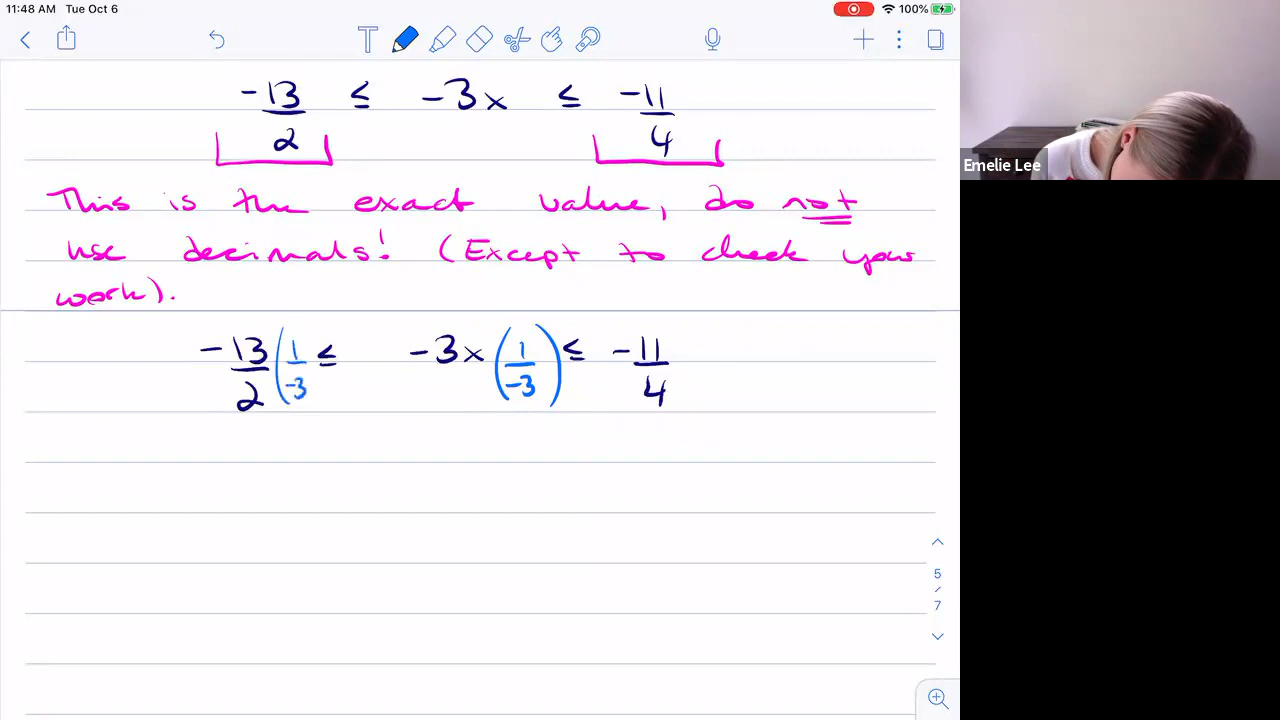 11:48 AM Tue Oct 6 100%
T
-13/2 ≤ -3x ≤ -11/4
Emelie Lee
This is the exact value, do not
use decimals! (Except to check your
work).
-13/2 (1/-3 ≤ -3x (1/-3) ≤ -11/4
5
/
7